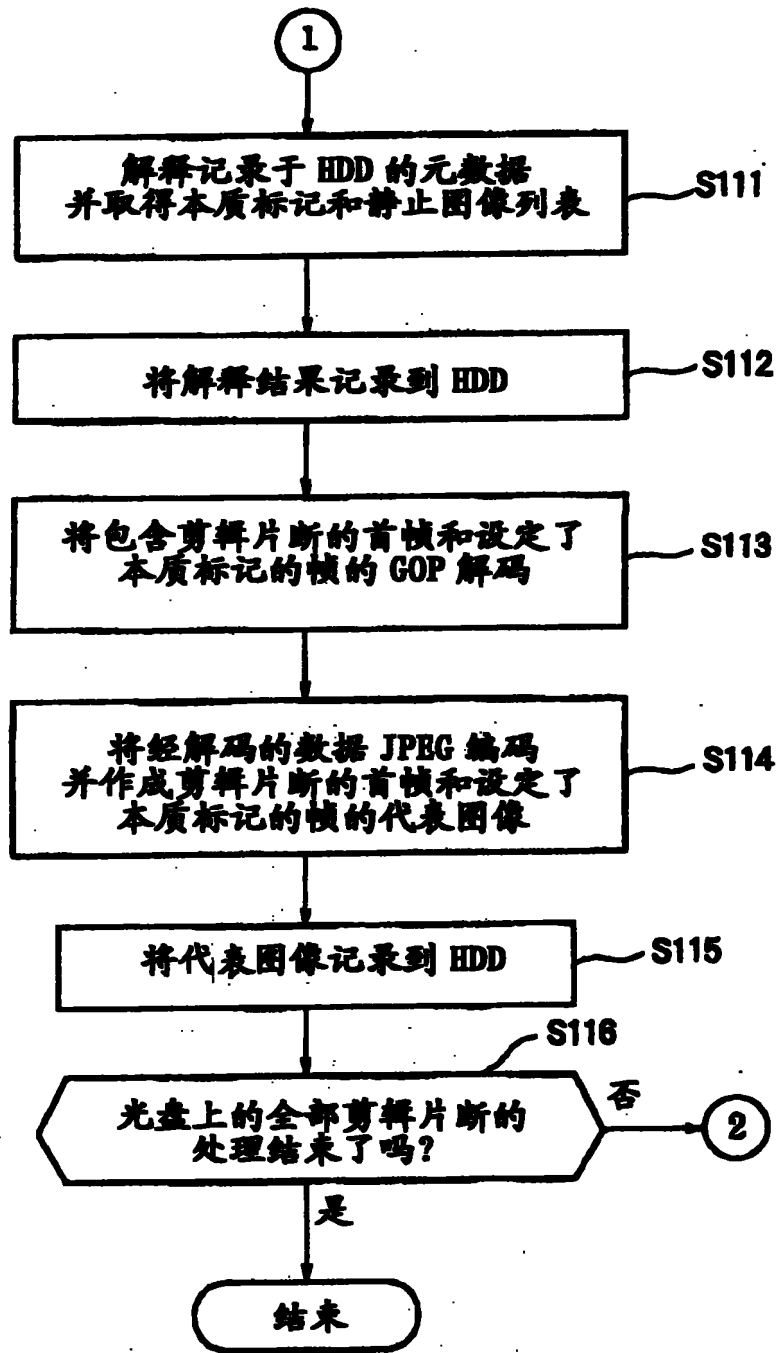 1
解释记录于 HDD 的元数据
并取得本质标记和静止图像列表
S111
将解释结果记录到 HDD
S112
将包含剪辑片断的首帧和设定了
本质标记的帧的 GOP 解码
S113
将经解码的数据 JPEG 编码
并作成剪辑片断的首帧和设定了
本质标记的帧的代表图像
S114
将代表图像记录到 HDD
S115
S116
光盘上的全部剪辑片断的
处理结束了吗?
否
2
是
结束